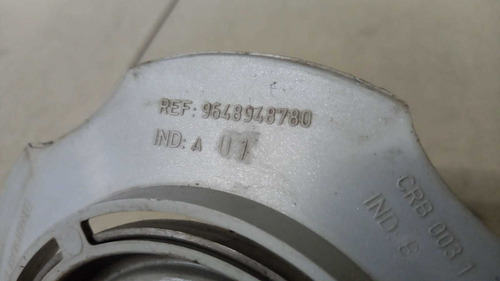 REF: 9648948780
IND: A 01
CRB 003 1
IND. E